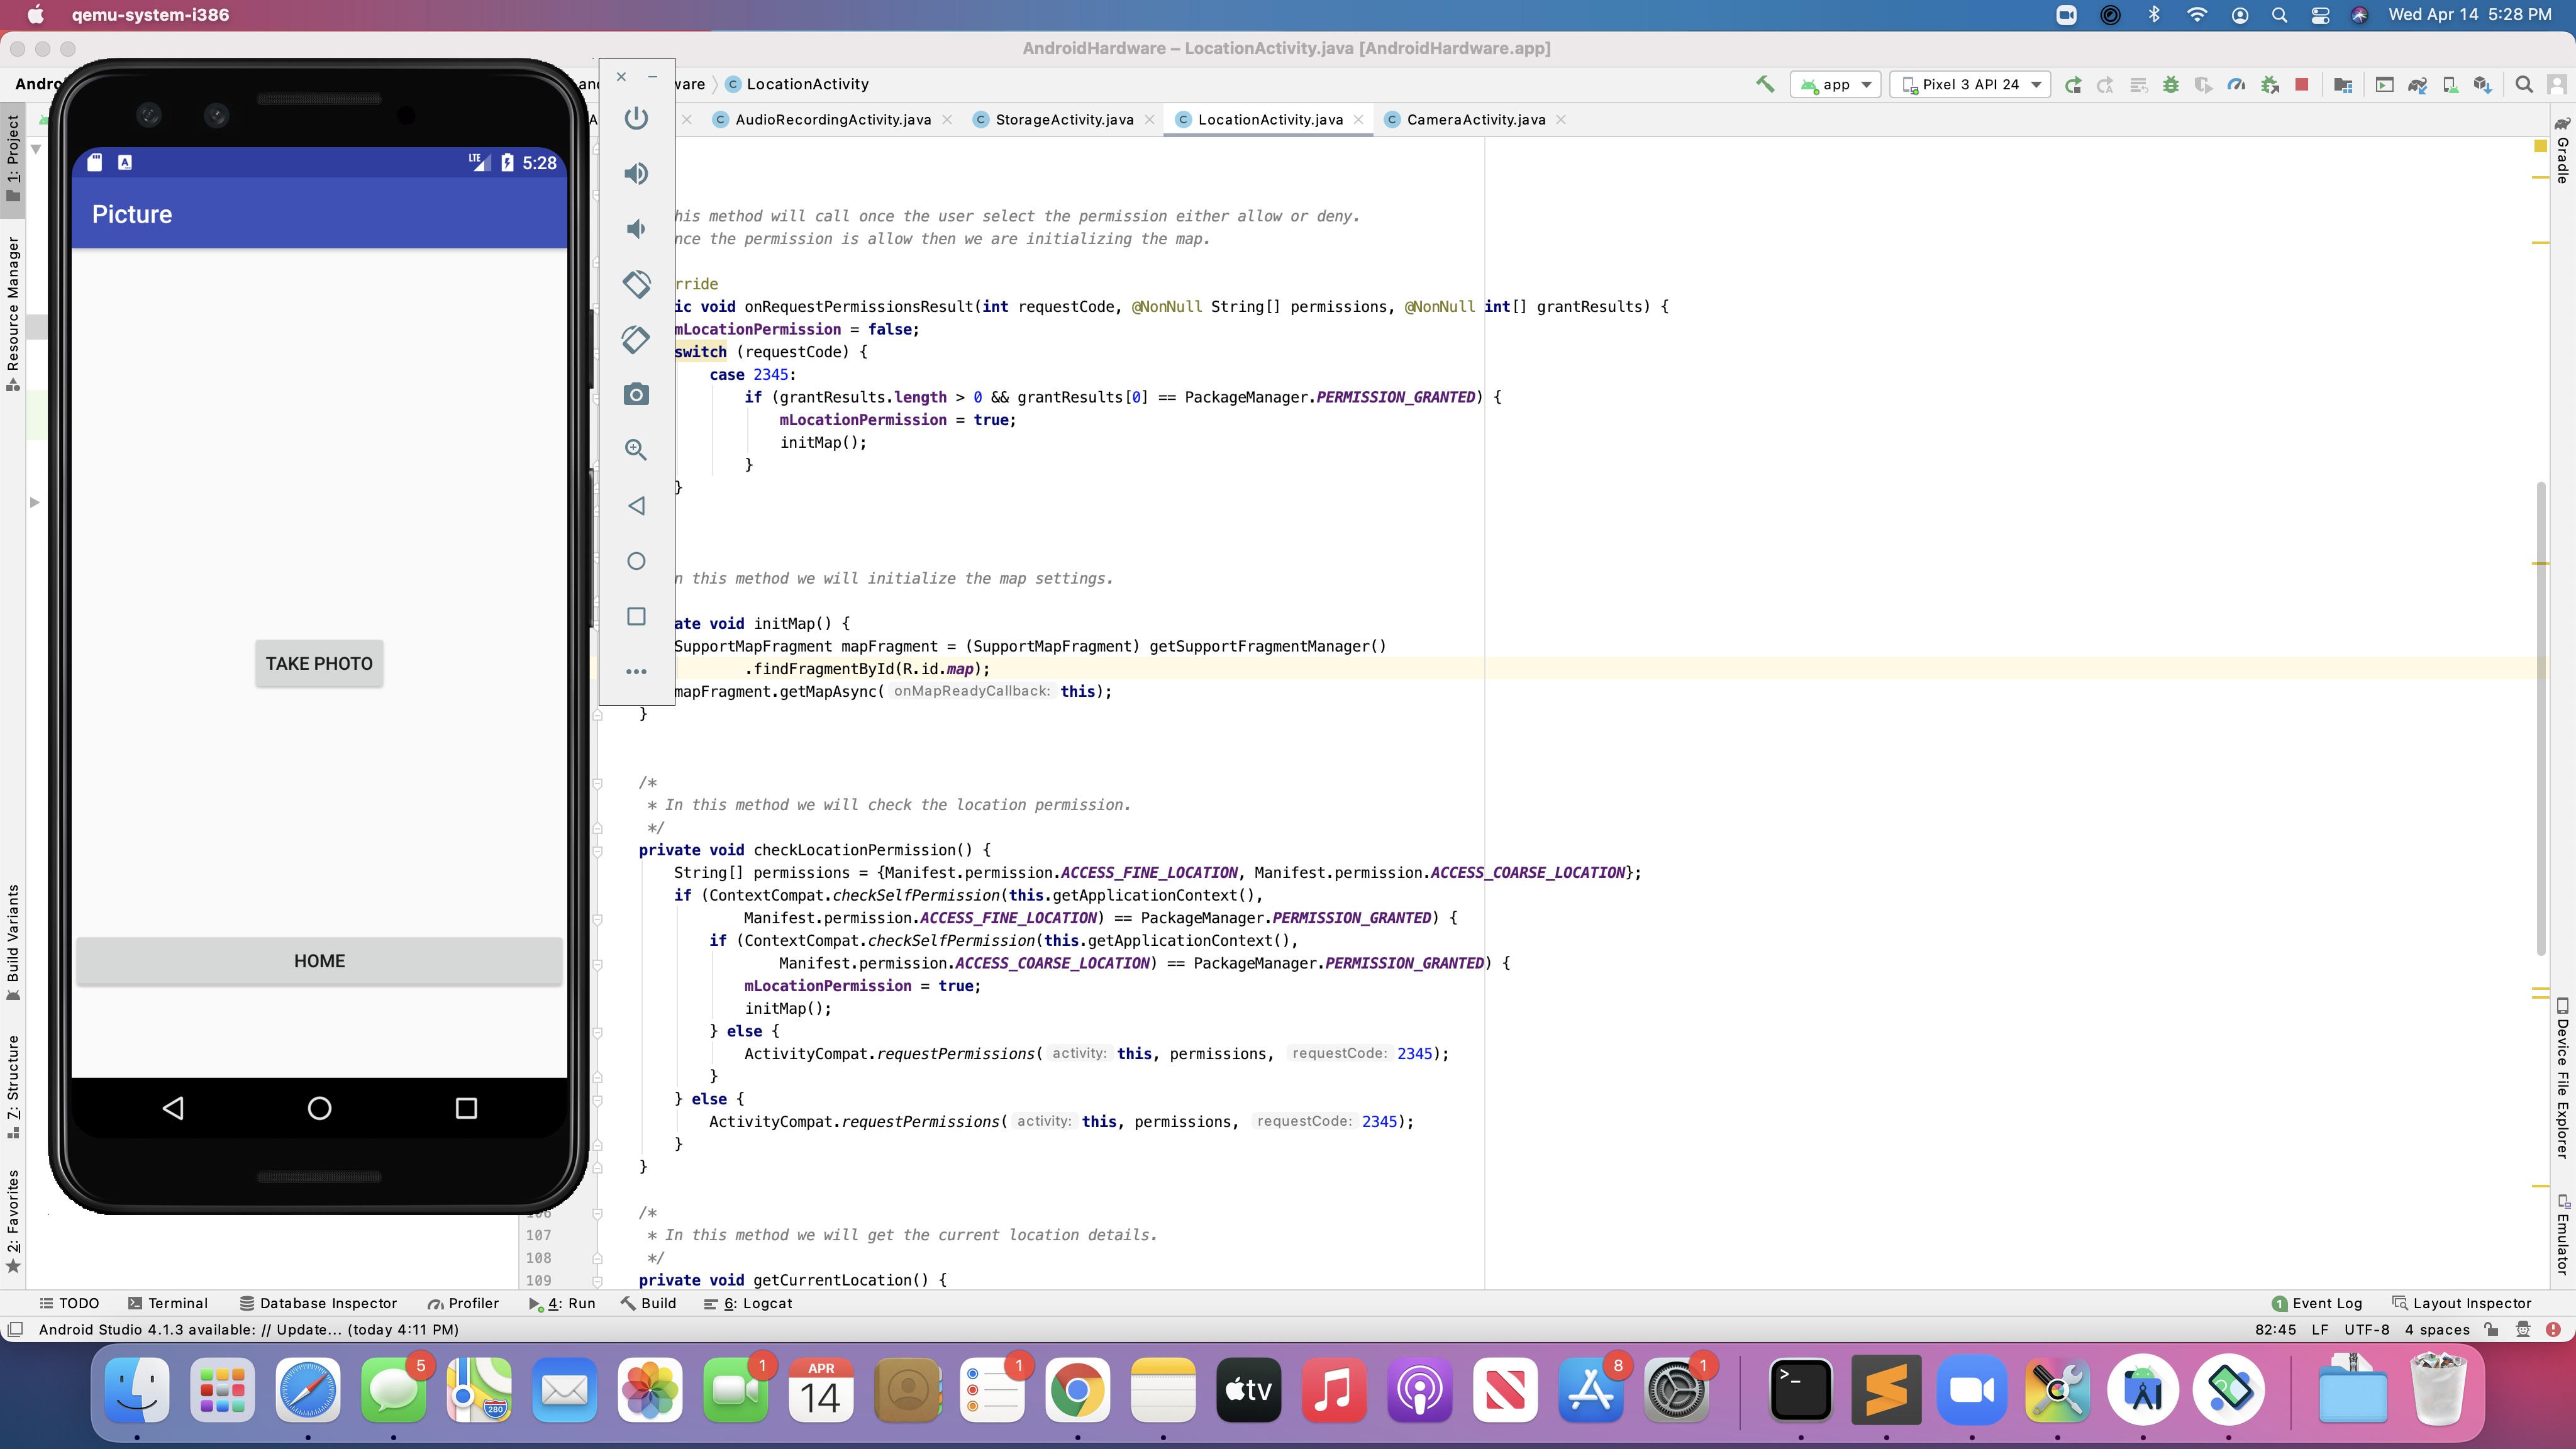 qemu-system-i386
Wed Apr 14 5:28 PM
AndroidHardware – LocationActivity.java [AndroidHardware.app]
LocationActivity
app
Pixel 3 API 24
AudioRecordingActivity.java
StorageActivity.java
LocationActivity.java
CameraActivity.java
1: Project
Resource Manager
Build Variants
7: Structure
2: Favorites
LTE
5:28
Picture
TAKE PHOTO
HOME
his method will call once the user select the permission either allow or deny.
nce the permission is allow then we are initializing the map.
rride
ic void onRequestPermissionsResult(int requestCode, @NonNull String[] permissions, @NonNull int[] grantResults) {
mLocationPermission = false;
switch (requestCode) {
case 2345:
if (grantResults.length > 0 && grantResults[0] == PackageManager.PERMISSION_GRANTED) {
mLocationPermission = true;
initMap();
}
}
n this method we will initialize the map settings.
ate void initMap() {
SupportMapFragment mapFragment = (SupportMapFragment) getSupportFragmentManager()
.findFragmentById(R.id.map);
mapFragment.getMapAsync( onMapReadyCallback: this);
}
/*
* In this method we will check the location permission.
*/
private void checkLocationPermission() {
String[] permissions = {Manifest.permission.ACCESS_FINE_LOCATION, Manifest.permission.ACCESS_COARSE_LOCATION};
if (ContextCompat.checkSelfPermission(this.getApplicationContext(),
Manifest.permission.ACCESS_FINE_LOCATION) == PackageManager.PERMISSION_GRANTED) {
if (ContextCompat.checkSelfPermission(this.getApplicationContext(),
Manifest.permission.ACCESS_COARSE_LOCATION) == PackageManager.PERMISSION_GRANTED) {
mLocationPermission = true;
initMap();
} else {
ActivityCompat.requestPermissions( activity: this, permissions, requestCode: 2345);
}
} else {
ActivityCompat.requestPermissions( activity: this, permissions, requestCode: 2345);
}
}
/*
107 * In this method we will get the current location details.
108 */
109 private void getCurrentLocation() {
Gradle
Device File Explorer
Emulator
TODO
Terminal
Database Inspector
Profiler
4: Run
Build
6: Logcat
1 Event Log
Layout Inspector
Android Studio 4.1.3 available: // Update... (today 4:11 PM)
82:45 LF UTF-8 4 spaces
5
280
1
APR
14
1
tv
8
1